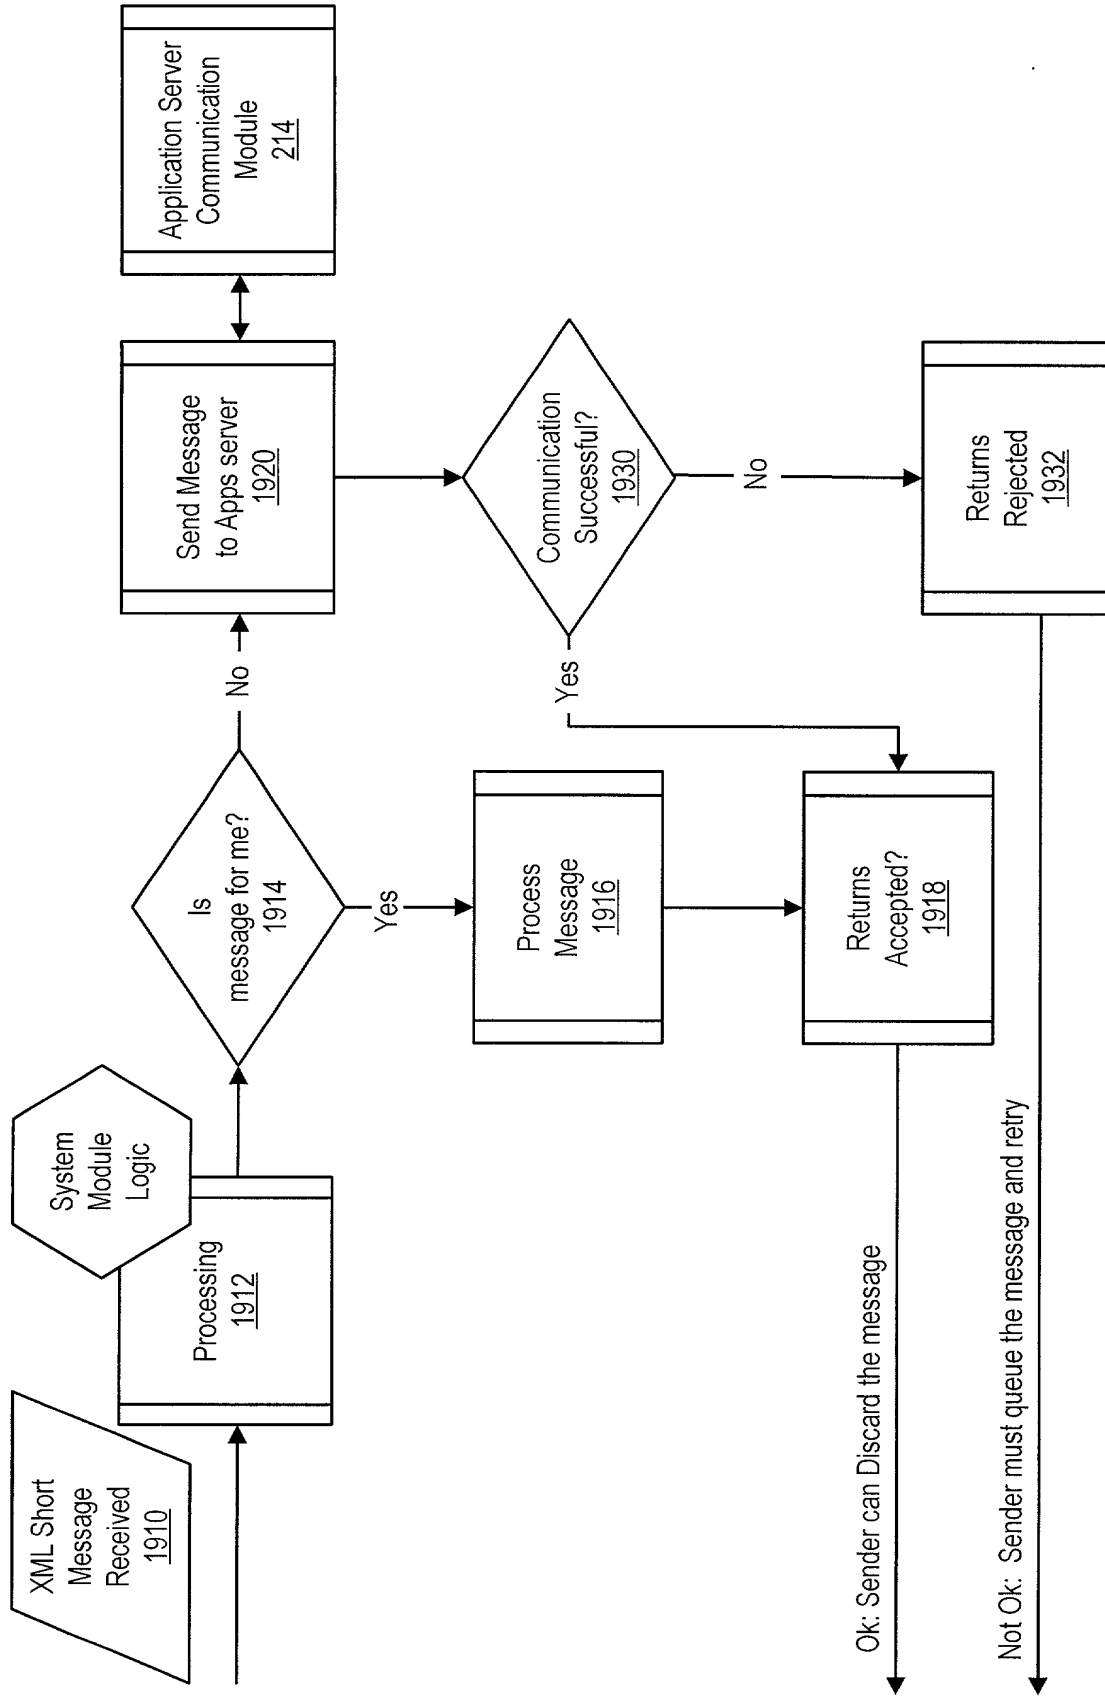 XML Short
Message
Received
1910
System
Module
Logic
Processing
1912
Is
message for me?
1914
No
Send Message
to Apps server
1920
Application Server
Communication
Module
214
Yes
Process
Message
1916
Communication
Successful?
1930
Yes
No
Returns
Accepted?
1918
Returns
Rejected
1932
Ok: Sender can Discard the message
Not Ok: Sender must queue the message and retry